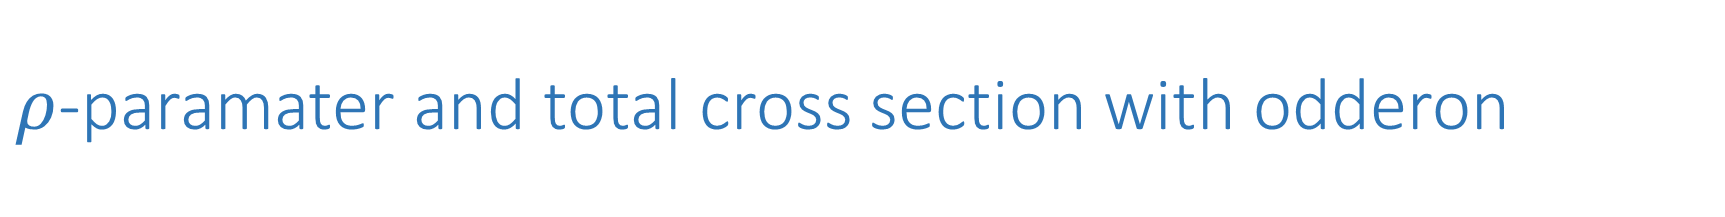 ρ-paramater and total cross section with odderon